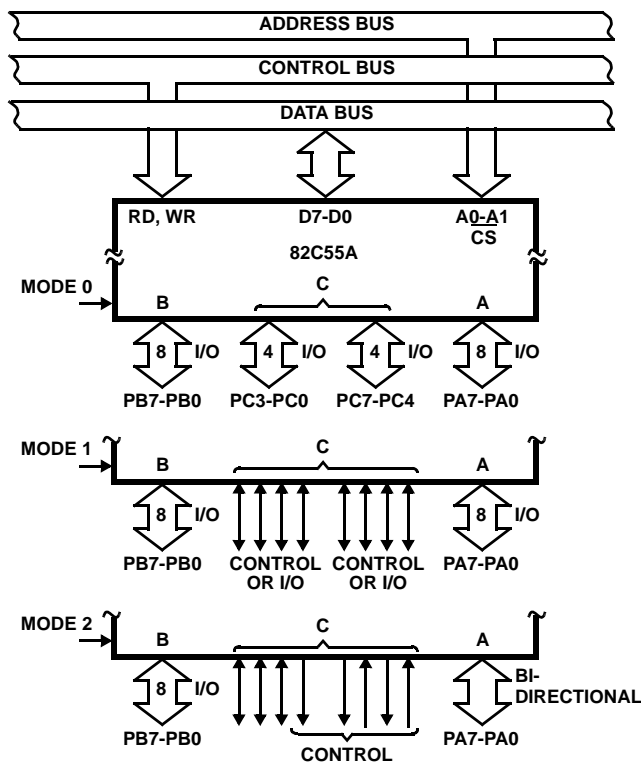 ADDRESS BUS
CONTROL BUS
DATA BUS
RD, WR D7-D0 A0-A1
CS
82C55A
MODE 0
B C A
8 I/O 4 I/O 4 I/O 8 I/O
PB7-PB0 PC3-PC0 PC7-PC4 PA7-PA0
MODE 1
B C A
8 I/O 8 I/O
PB7-PB0 CONTROL OR I/O CONTROL OR I/O PA7-PA0
MODE 2
B C A
8 I/O BI-
DIRECTIONAL
PB7-PB0 CONTROL PA7-PA0